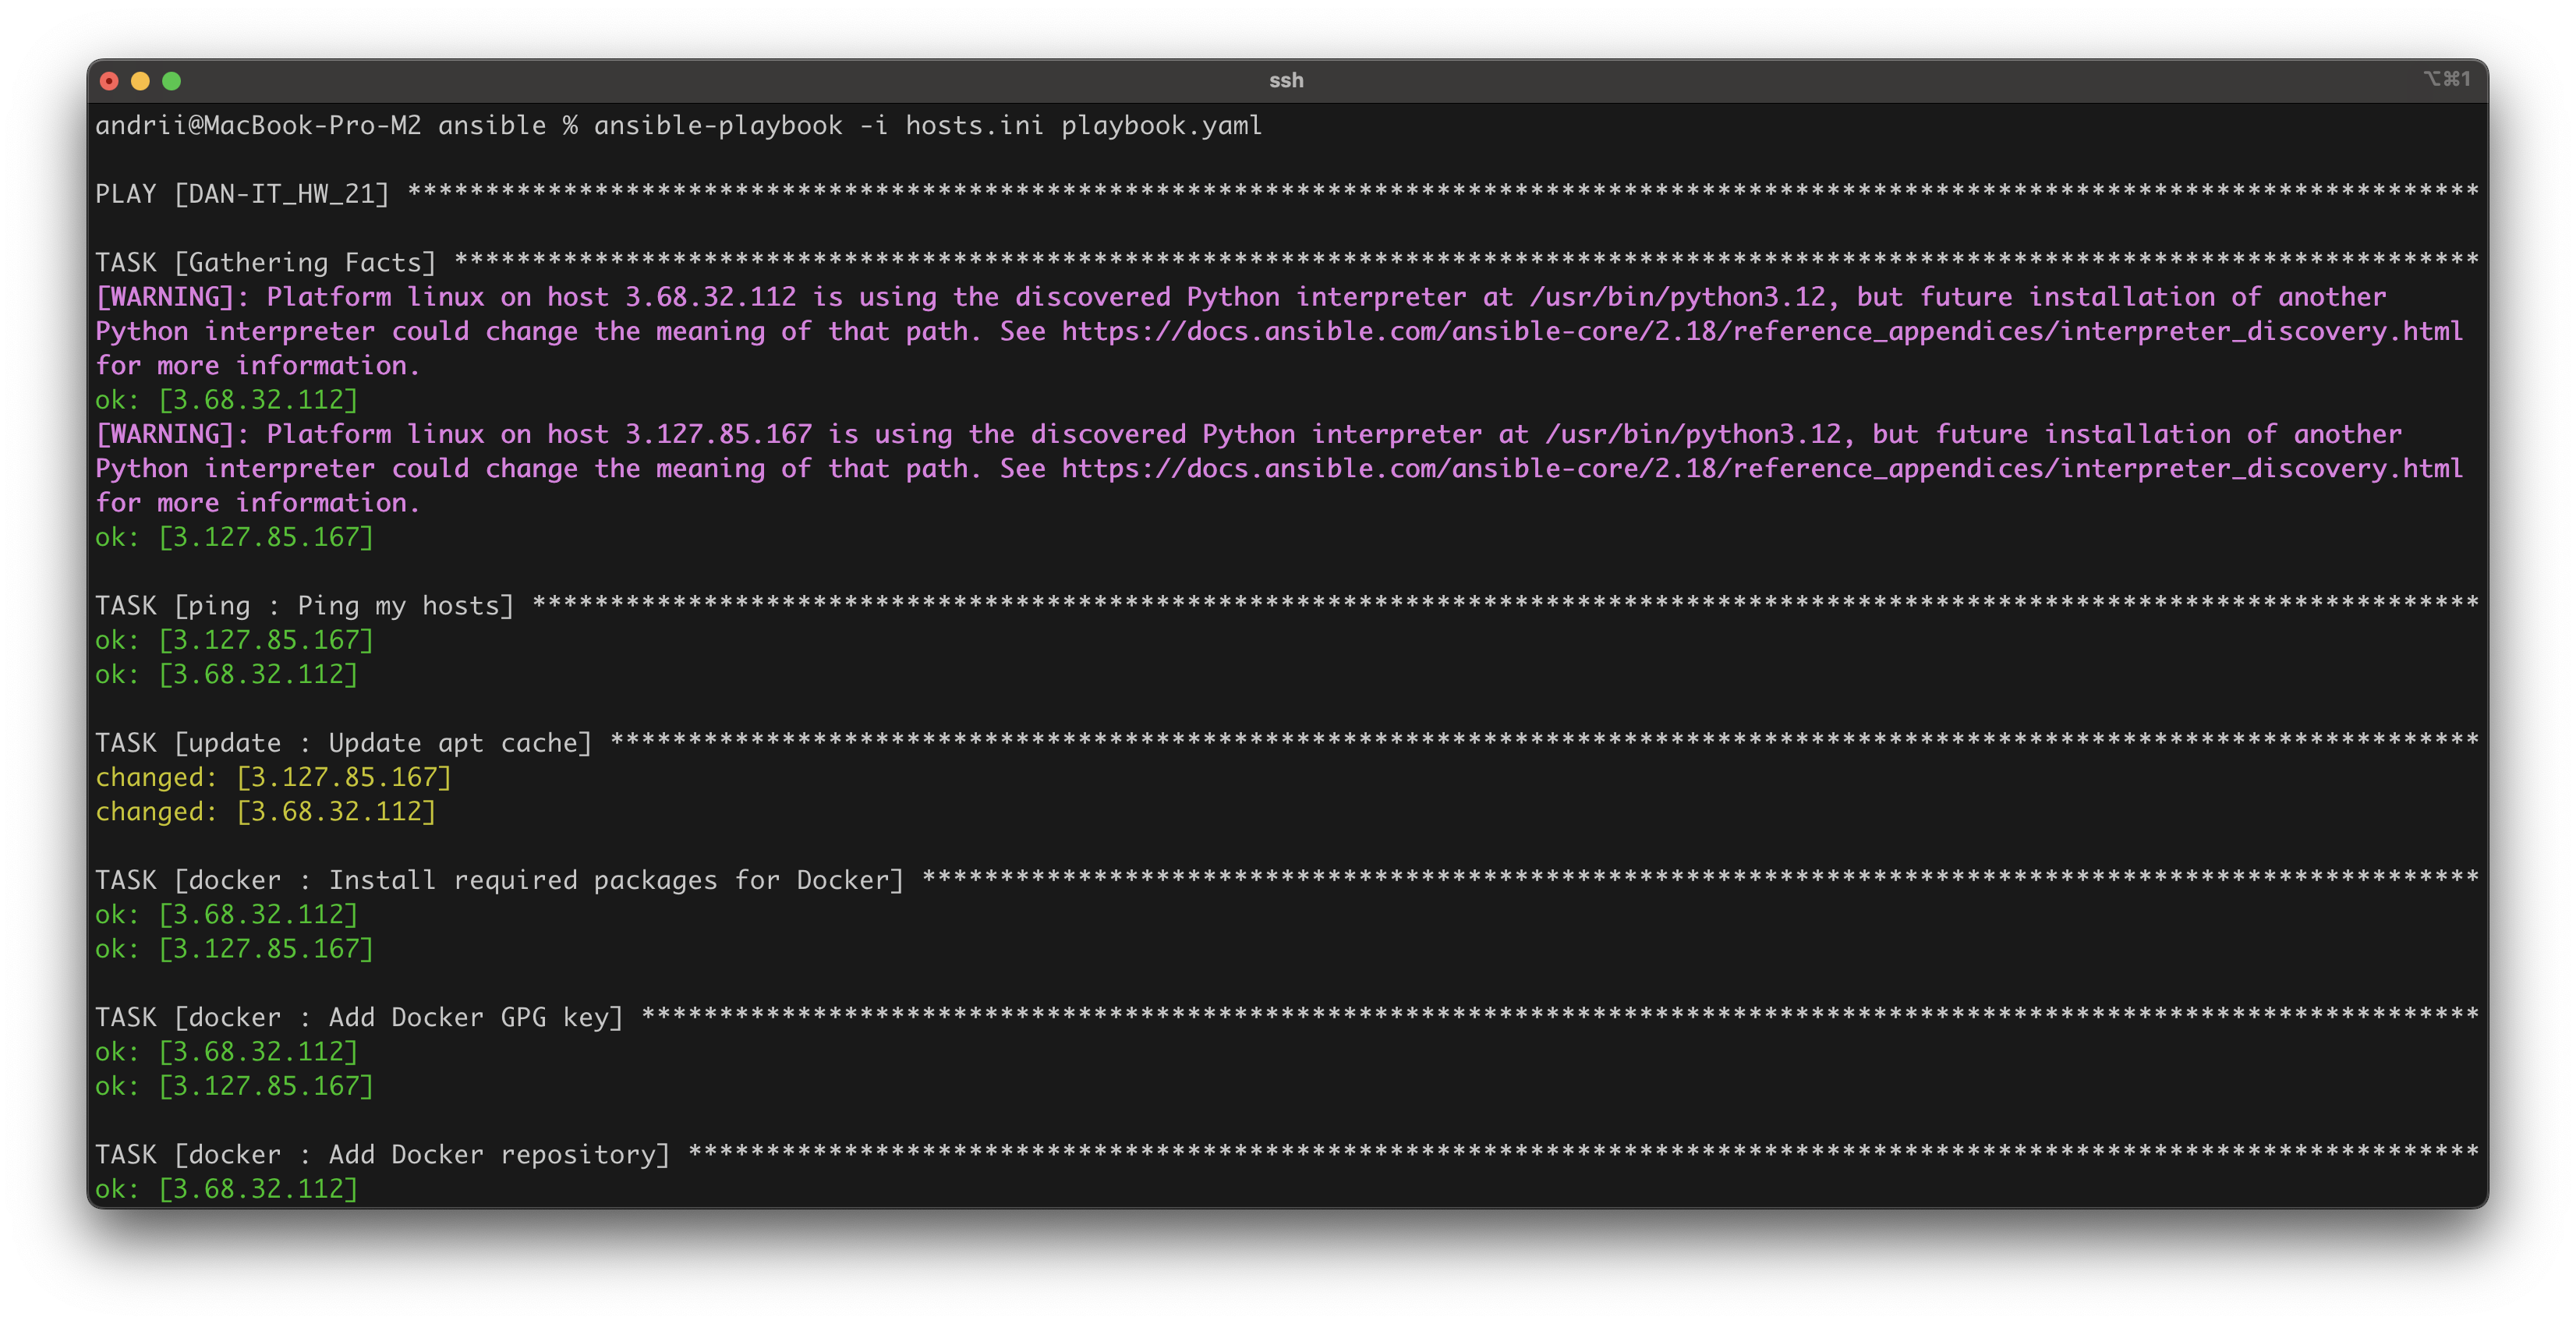 ssh
⌥⌘1
andrii@MacBook-Pro-M2 ansible % ansible-playbook -i hosts.ini playbook.yaml
PLAY [DAN-IT_HW_21] *************************************************************************************************************************************
TASK [Gathering Facts] **********************************************************************************************************************************
[WARNING]: Platform linux on host 3.68.32.112 is using the discovered Python interpreter at /usr/bin/python3.12, but future installation of another
Python interpreter could change the meaning of that path. See https://docs.ansible.com/ansible-core/2.18/reference_appendices/interpreter_discovery.html
for more information.
ok: [3.68.32.112]
[WARNING]: Platform linux on host 3.127.85.167 is using the discovered Python interpreter at /usr/bin/python3.12, but future installation of another
Python interpreter could change the meaning of that path. See https://docs.ansible.com/ansible-core/2.18/reference_appendices/interpreter_discovery.html
for more information.
ok: [3.127.85.167]
TASK [ping : Ping my hosts] *****************************************************************************************************************************
ok: [3.127.85.167]
ok: [3.68.32.112]
TASK [update : Update apt cache] ************************************************************************************************************************
changed: [3.127.85.167]
changed: [3.68.32.112]
TASK [docker : Install required packages for Docker] ****************************************************************************************************
ok: [3.68.32.112]
ok: [3.127.85.167]
TASK [docker : Add Docker GPG key] **********************************************************************************************************************
ok: [3.68.32.112]
ok: [3.127.85.167]
TASK [docker : Add Docker repository] *******************************************************************************************************************
ok: [3.68.32.112]